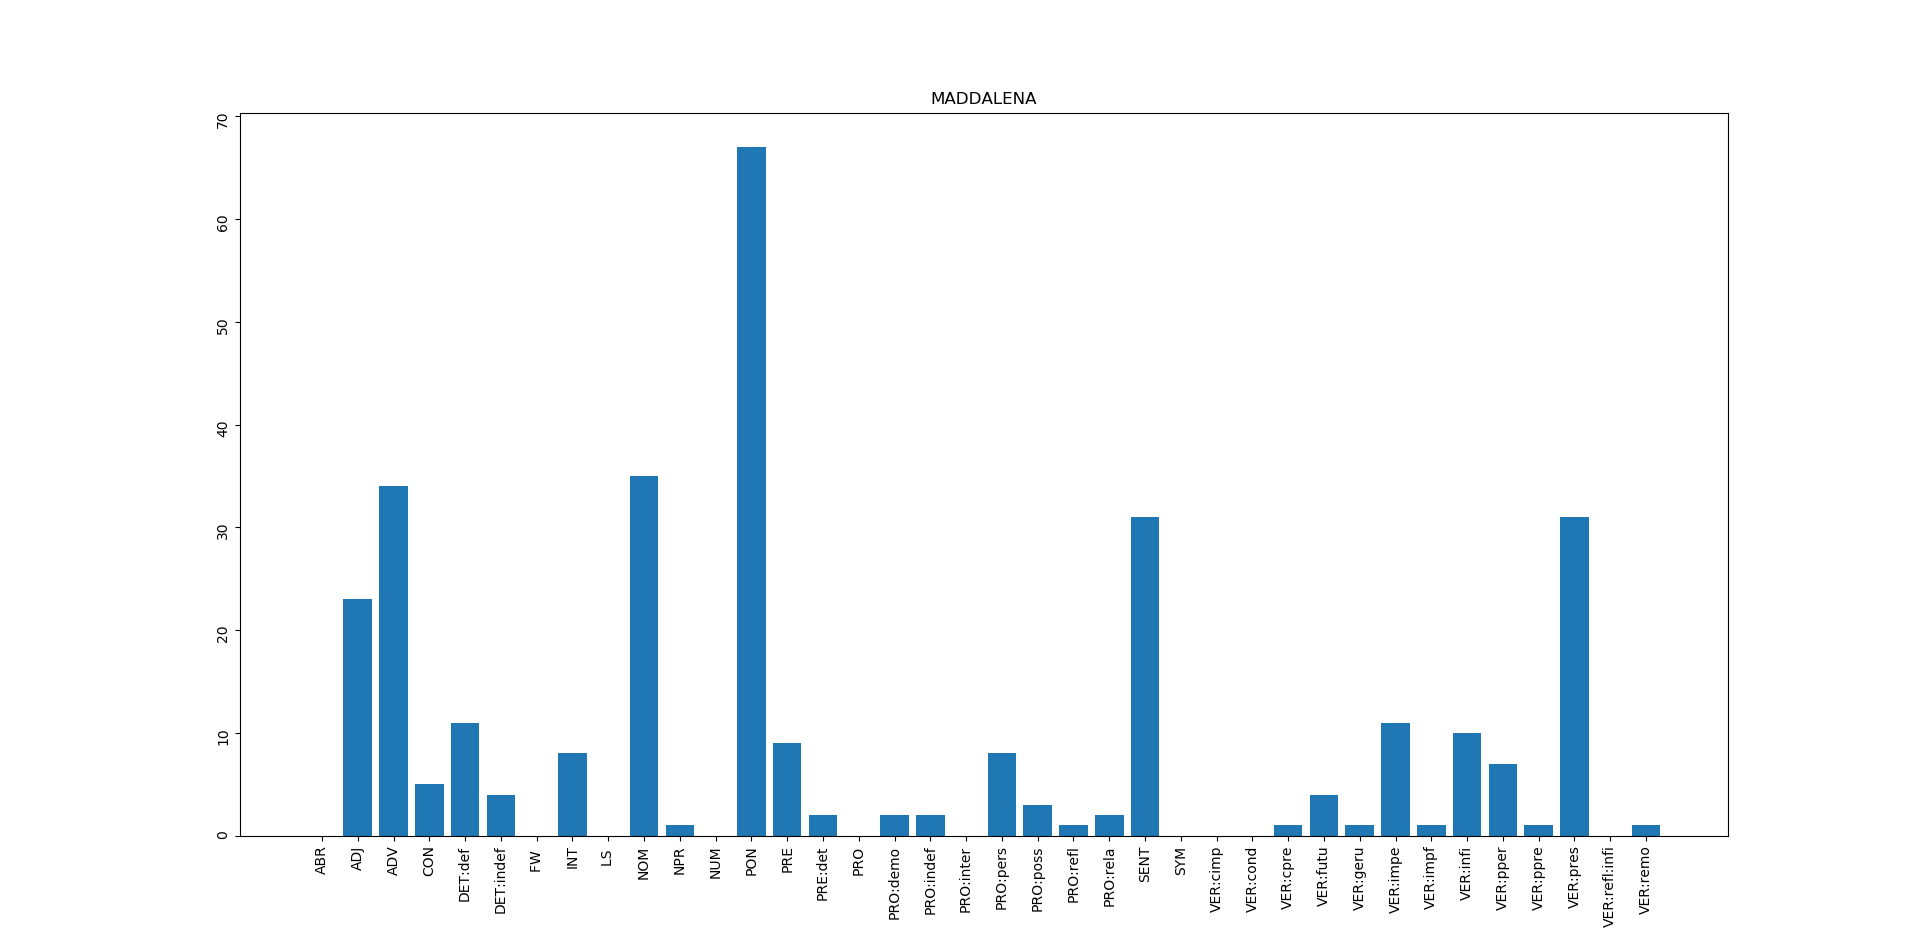 MADDALENA
70
60
50
40
30
20
10
0
ABR
ADJ
ADV
CON
DET:def
DET:indef
FW
INT
LS
NOM
NPR
NUM
PON
PRE
PRE:det
PRO
PRO:demo
PRO:indef
PRO:inter
PRO:pers
PRO:poss
PRO:refl
PRO:rela
SENT
SYM
VER:cimp
VER:cond
VER:cpre
VER:futu
VER:geru
VER:impe
VER:impf
VER:infi
VER:pper
VER:ppre
VER:pres
VER:refl:infi
VER:remo